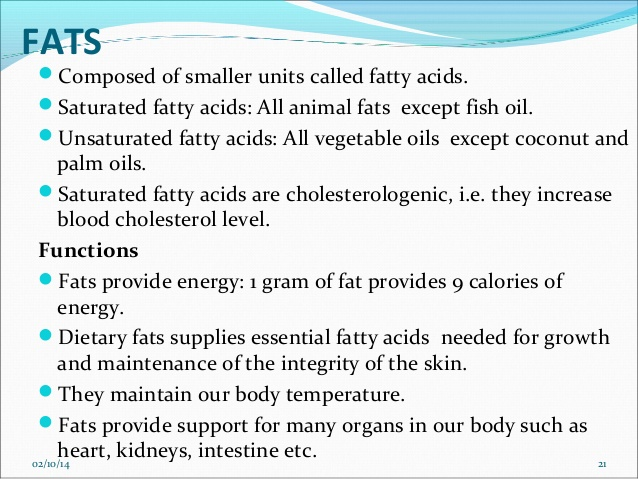 FATS
Composed of smaller units called fatty acids.
Saturated fatty acids: All animal fats except fish oil.
Unsaturated fatty acids: All vegetable oils except coconut and
palm oils.
Saturated fatty acids are cholesterologenic, i.e. they increase
blood cholesterol level.
Functions
Fats provide energy: 1 gram of fat provides 9 calories of
energy.
Dietary fats supplies essential fatty acids needed for growth
and maintenance of the integrity of the skin.
They maintain our body temperature.
Fats provide support for many organs in our body such as
heart, kidneys, intestine etc.
02/10/14 21